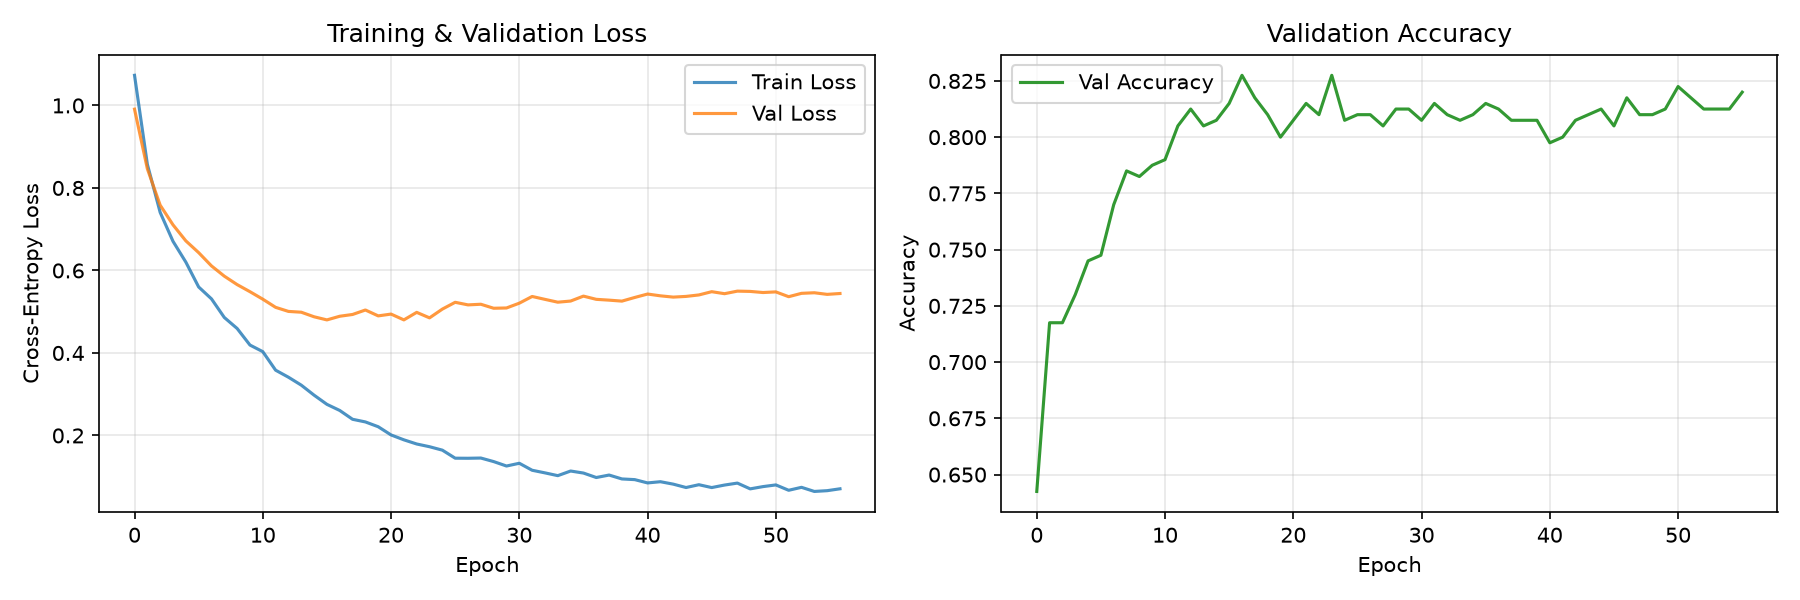 Training & Validation Loss
Train Loss
Val Loss
Cross-Entropy Loss
1.0
0.8
0.6
0.4
0.2
0 10 20 30 40 50
Epoch
Validation Accuracy
Val Accuracy
Accuracy
0.825
0.800
0.775
0.750
0.725
0.700
0.675
0.650
0 10 20 30 40 50
Epoch